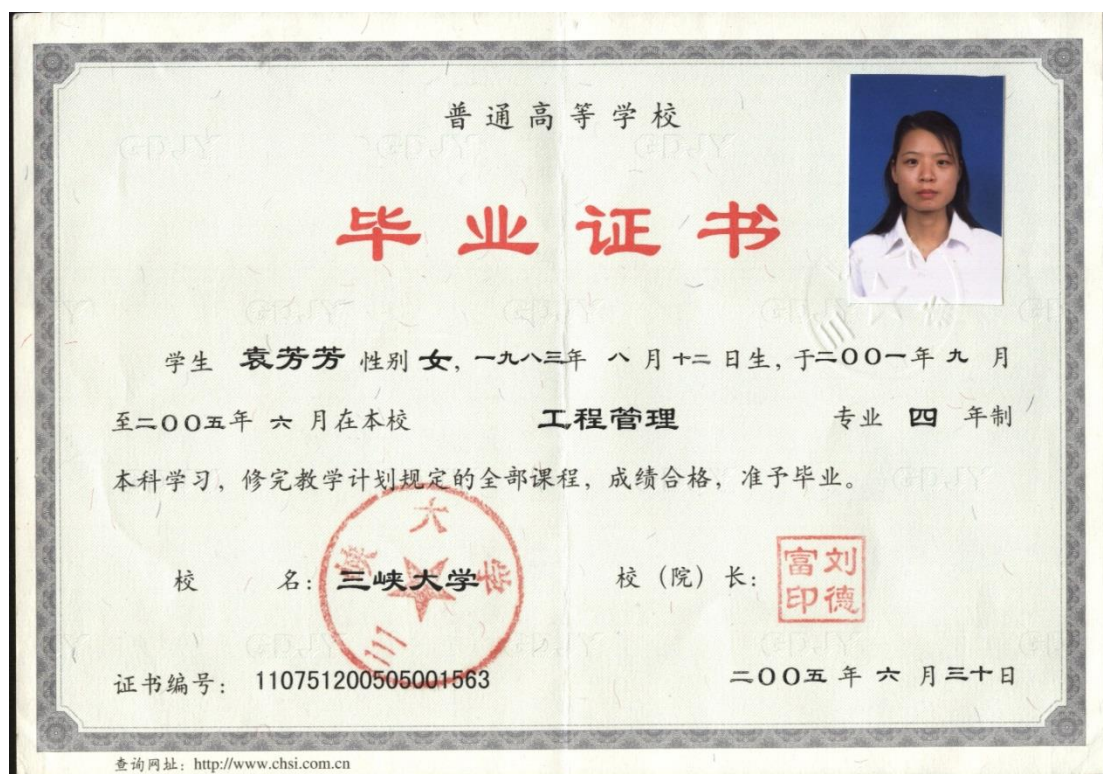 普通高等学校
毕业证书
学生 袁芳芳 性别 女，一九八三年 八 月十二 日生，于二00一年 九 月
至二00五年 六 月在本校 工程管理 专业 四 年制
本科学习，修完教学计划规定的全部课程，成绩合格，准予毕业。
校 名：三峡大学 校（院）长：
三峡大学
刘德富印
证书编号：110751200505001563 二00五 年 六 月三十日
查询网址：http://www.chsi.com.cn